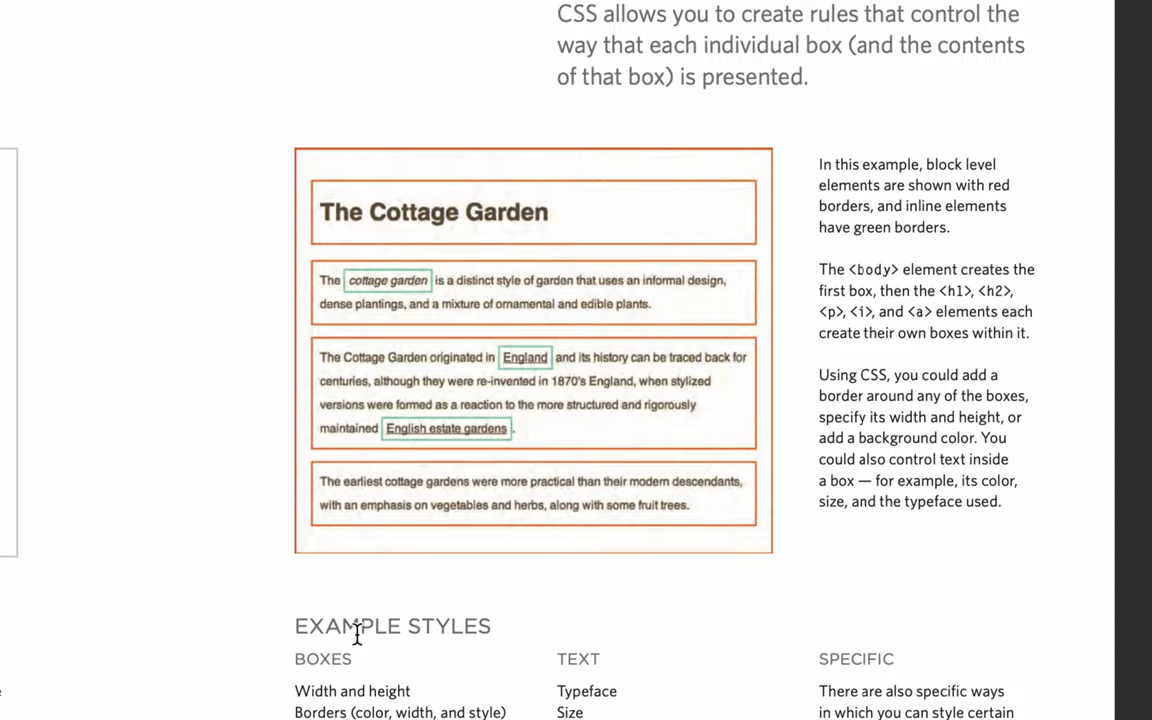 CSS allows you to create rules that control the
way that each individual box (and the contents
of that box) is presented.
The Cottage Garden
The cottage garden is a distinct style of garden that uses an informal design,
dense plantings, and a mixture of ornamental and edible plants.
The Cottage Garden originated in England and its history can be traced back for
centuries, although they were re-invented in 1870's England, when stylized
versions were formed as a reaction to the more structured and rigorously
maintained English estate gardens.
The earliest cottage gardens were more practical than their modern descendants,
with an emphasis on vegetables and herbs, along with some fruit trees.
In this example, block level
elements are shown with red
borders, and inline elements
have green borders.
The <body> element creates the
first box, then the <h1>, <h2>,
<p>, <i>, and <a> elements each
create their own boxes within it.
Using CSS, you could add a
border around any of the boxes,
specify its width and height, or
add a background color. You
could also control text inside
a box — for example, its color,
size, and the typeface used.
EXAMPLE STYLES
BOXES
Width and height
Borders (color, width, and style)
TEXT
Typeface
Size
SPECIFIC
There are also specific ways
in which you can style certain